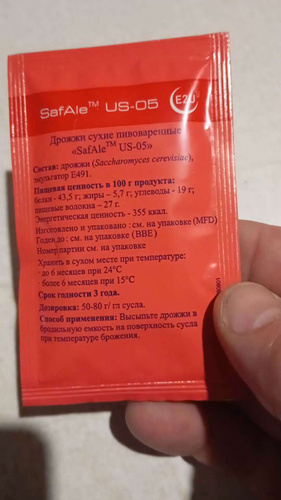 SafAle™ US-05 E2U
Дрожжи сухие пивоваренные
«SafAle™ US-05»
Состав: дрожжи (Saccharomyces cerevisiae),
эмульгатор E491.
Пищевая ценность в 100 г продукта:
белая - 43,5 г; жиры – 5,7 г; углеводы - 19 г;
пищевые волокна – 27 г.
Энергетическая ценность - 355 ккал.
Изготовлено и упаковано : см. на упаковке (MFD)
Годен до : см. на упаковке (BBE)
Номер партии см. на упаковке
Хранить в сухом месте при температуре:
- до 6 месяцев при 24°C
- более 6 месяцев при 15°C
Срок годности 3 года.
Дозировка: 50-80 г/ гл сусла.
Способ применения: Высыпьте дрожжи в
бродильную емкость на поверхность сусла
при температуре брожения.